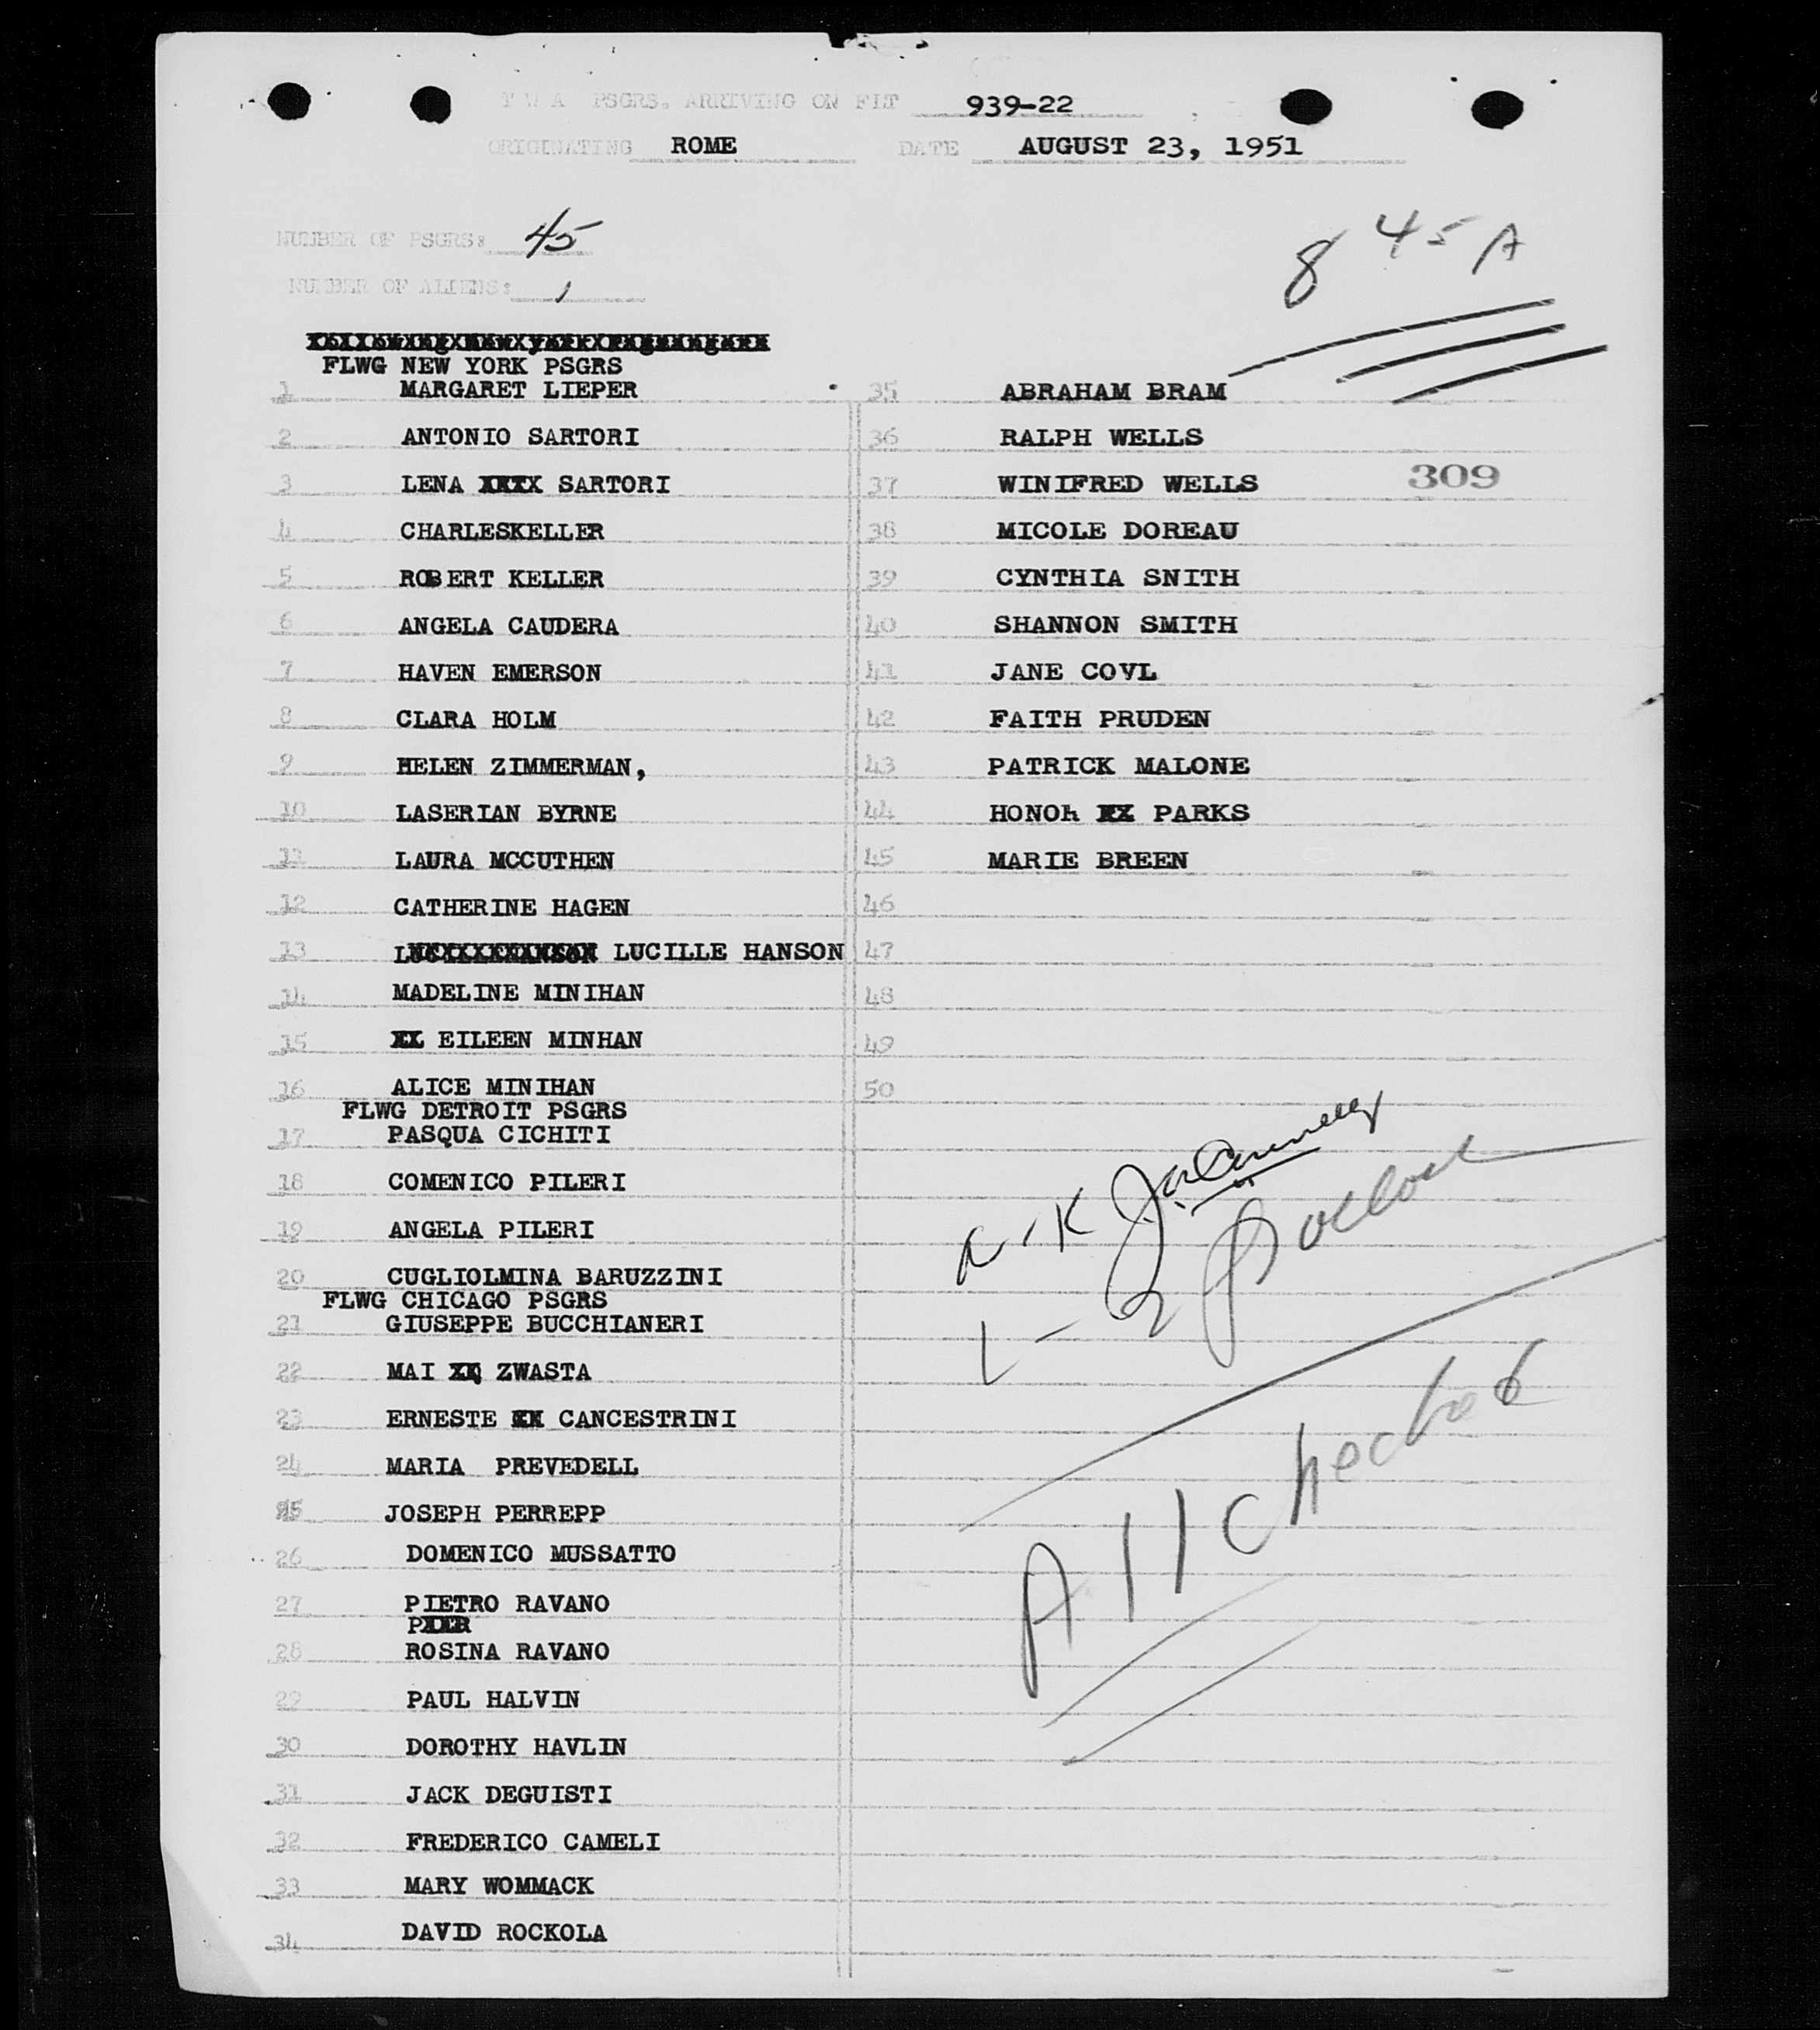 T W A PSGRS. ARRIVING ON FLT 939-22
ORIGINATING ROME DATE AUGUST 23, 1951
NUMBER OF PSGRS: 45
8 45 A
NUMBER OF ALIENS: 1
FLWG NEW YORK PSGRS
1 MARGARET LIEPER
2 ANTONIO SARTORI
3 LENA XXXX SARTORI
4 CHARLESKELLER
5 ROBERT KELLER
6 ANGELA CAUDERA
7 HAVEN EMERSON
8 CLARA HOLM
9 HELEN ZIMMERMAN,
10 LASERIAN BYRNE
11 LAURA MCCUTHEN
12 CATHERINE HAGEN
13 LUCILLE HANSON
14 MADELINE MINIHAN
15 XX EILEEN MINHAN
16 ALICE MINIHAN
FLWG DETROIT PSGRS
17 PASQUA CICHITI
18 COMENICO PILERI
19 ANGELA PILERI
20 CUGLIOLMINA BARUZZINI
FLWG CHICAGO PSGRS
21 GIUSEPPE BUCCHIANERI
22 MAI XX ZWASTA
23 ERNESTE XX CANCESTRINI
24 MARIA PREVEDELL
25 JOSEPH PERREPP
26 DOMENICO MUSSATTO
27 PIETRO RAVANO
28 ROSINA RAVANO
29 PAUL HALVIN
30 DOROTHY HAVLIN
31 JACK DEGUISTI
32 FREDERICO CAMELI
33 MARY WOMMACK
34 DAVID ROCKOLA
35 ABRAHAM BRAM
36 RALPH WELLS
37 WINIFRED WELLS 309
38 MICOLE DOREAU
39 CYNTHIA SNITH
40 SHANNON SMITH
41 JANE COVL
42 FAITH PRUDEN
43 PATRICK MALONE
44 HONOR XX PARKS
45 MARIE BREEN
46
47
48
49
50
A-K
L-Z
All checked